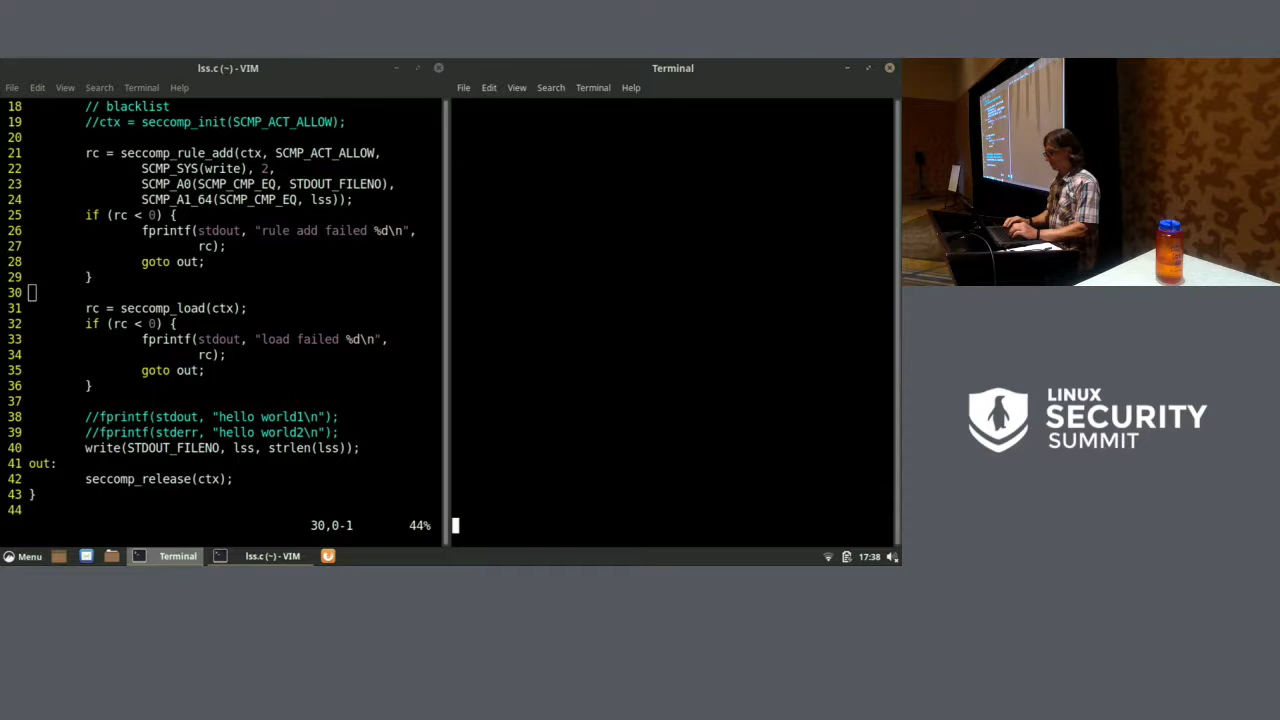 lss.c (~) - VIM
File Edit View Search Terminal Help
18 // blacklist
19 //ctx = seccomp_init(SCMP_ACT_ALLOW);
20
21 rc = seccomp_rule_add(ctx, SCMP_ACT_ALLOW,
22 SCMP_SYS(write), 2,
23 SCMP_A0(SCMP_CMP_EQ, STDOUT_FILENO),
24 SCMP_A1_64(SCMP_CMP_EQ, lss));
25 if (rc < 0) {
26 fprintf(stdout, "rule add failed %d\n",
27 rc);
28 goto out;
29 }
30
31 rc = seccomp_load(ctx);
32 if (rc < 0) {
33 fprintf(stdout, "load failed %d\n",
34 rc);
35 goto out;
36 }
37
38 //fprintf(stdout, "hello world1\n");
39 //fprintf(stderr, "hello world2\n");
40 write(STDOUT_FILENO, lss, strlen(lss));
41 out:
42 seccomp_release(ctx);
43 }
44
30,0-1 44%
Terminal
File Edit View Search Terminal Help
Menu Terminal lss.c (~) - VIM 17:38
LINUX
SECURITY
SUMMIT